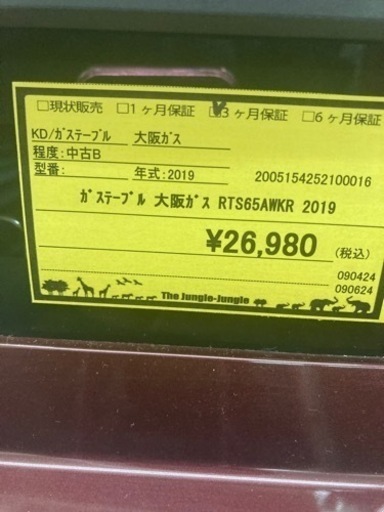 □現状販売 □1ヶ月保証 ☑3ヶ月保証 □6ヶ月保証
KD/ｶﾞｽﾃｰﾌﾞﾙ 大阪ｶﾞｽ
程度:中古B
型番: 年式:2019 2005154252100016
ｶﾞｽﾃｰﾌﾞﾙ 大阪ｶﾞｽ RTS65AWKR 2019
¥26,980 (税込)
090424
090624
The Jungle-Jungle